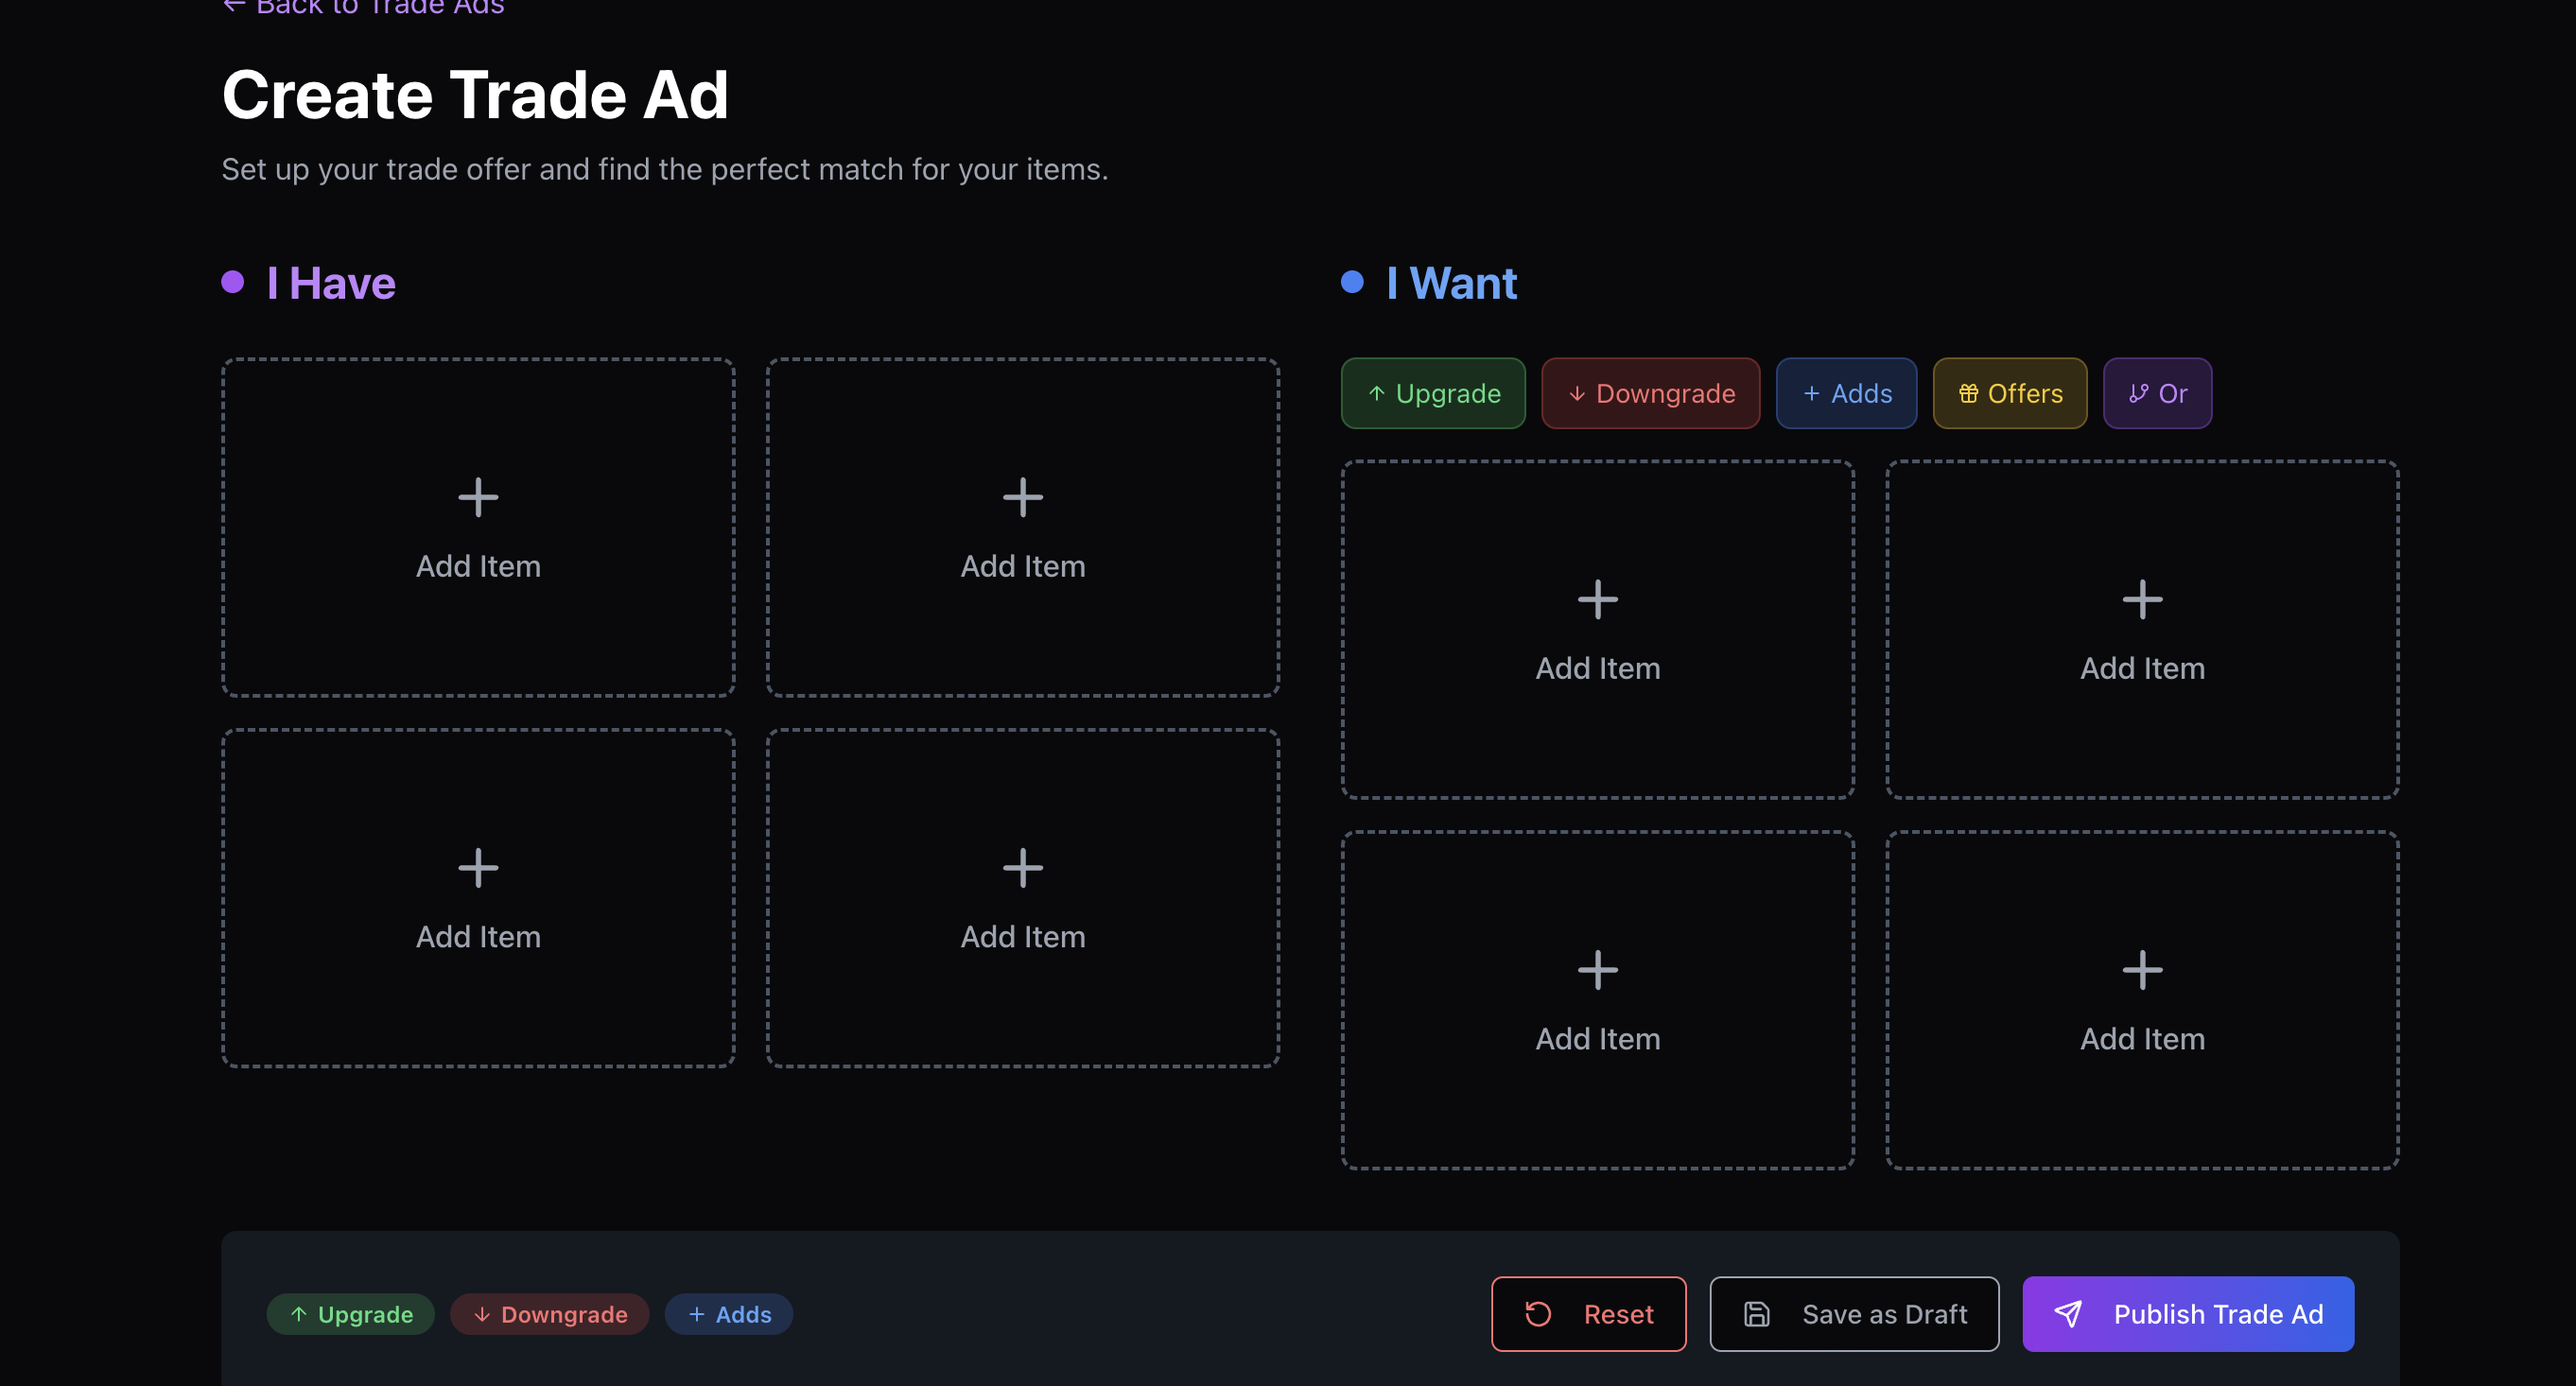 ← Back to Trade Ads
Create Trade Ad
Set up your trade offer and find the perfect match for your items.
I Have
Add Item
Add Item
Add Item
Add Item
I Want
↑ Upgrade
↓ Downgrade
+ Adds
Offers
Or
Add Item
Add Item
Add Item
Add Item
↑ Upgrade
↓ Downgrade
+ Adds
Reset
Save as Draft
Publish Trade Ad